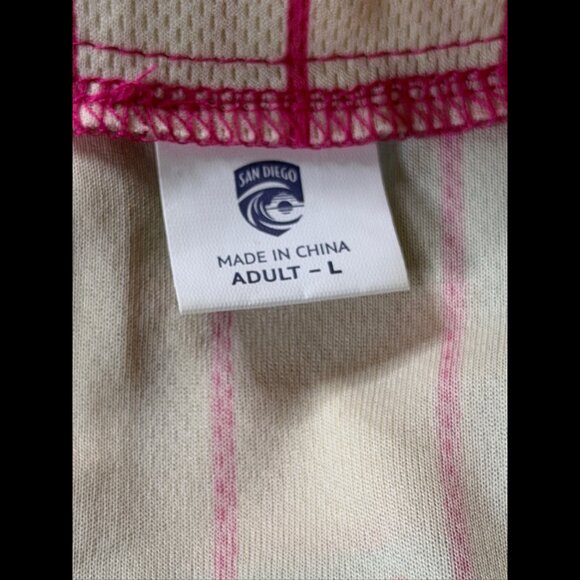 SAN DIEGO
MADE IN CHINA
ADULT – L